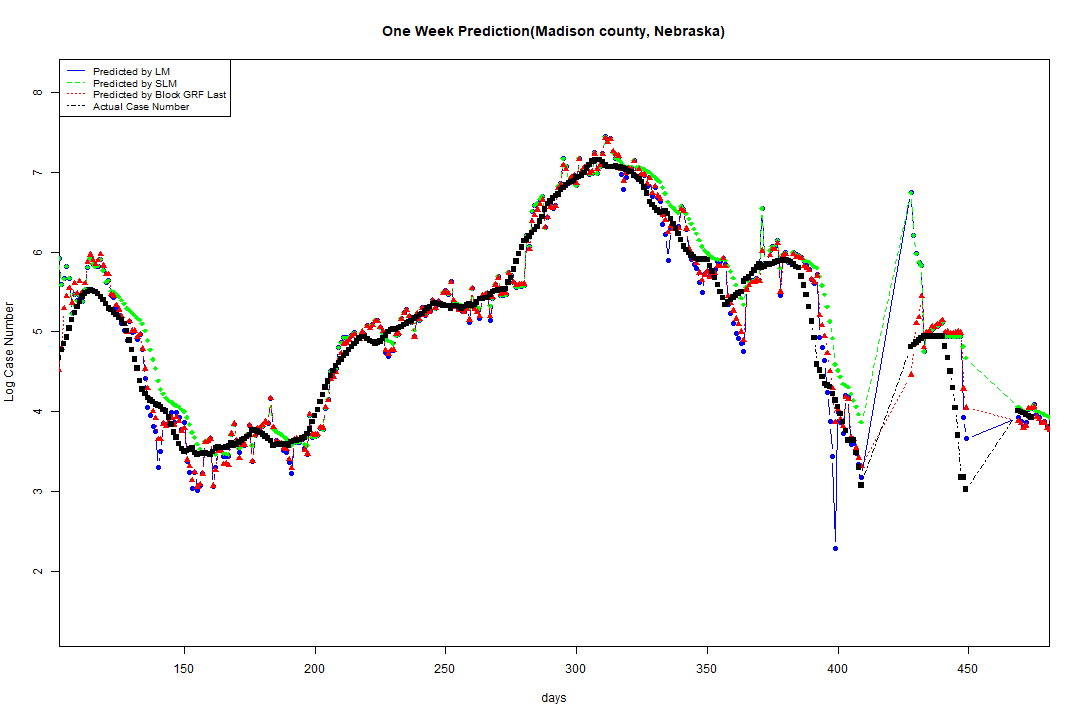 One Week Prediction(Madison county, Nebraska)
Predicted by LM
Predicted by SLM
Predicted by Block GRF Last
Actual Case Number
Log Case Number
8
7
6
5
4
3
2
150 200 250 300 350 400 450
days